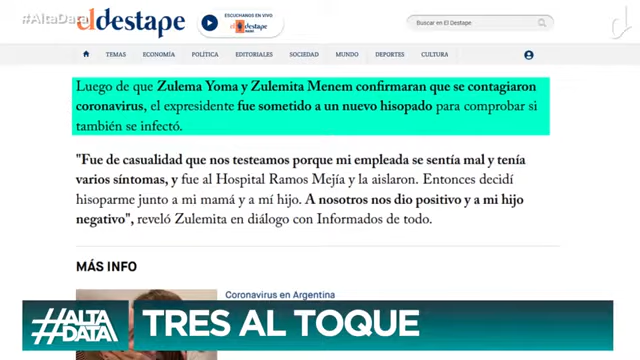 #AltaData
eldestape
ESCUCHANOS EN VIVO
eldestape
RADIO
Buscar en El Destape
TEMAS ECONOMÍA POLÍTICA EDITORIALES SOCIEDAD MUNDO DEPORTES CULTURA
Luego de que Zulema Yoma y Zulemita Menem confirmaran que se contagiaron
coronavirus, el expresidente fue sometido a un nuevo hisopado para comprobar si
también se infectó.
"Fue de casualidad que nos testeamos porque mi empleada se sentía mal y tenía
varios síntomas, y fue al Hospital Ramos Mejía y la aislaron. Entonces decidí
hisoparme junto a mi mamá y a mí hijo. A nosotros nos dio positivo y a mi hijo
negativo", reveló Zulemita en diálogo con Informados de todo.
MÁS INFO
Coronavirus en Argentina
#ALTA
DATA
TRES AL TOQUE